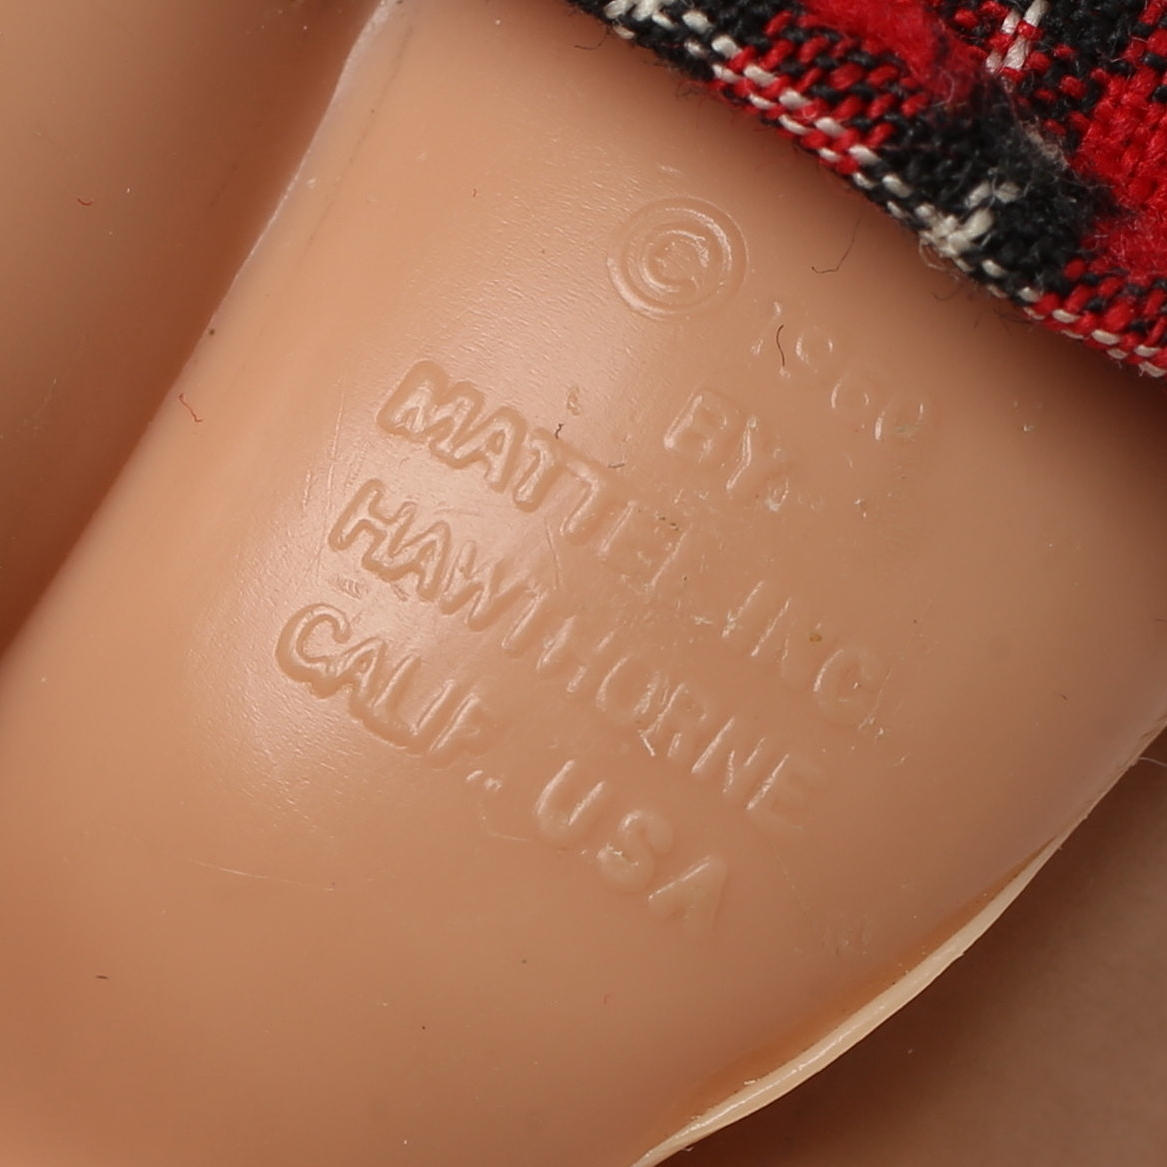 © 1960
BY
MATTEL INC.
HAWTHORNE
CALIF. USA